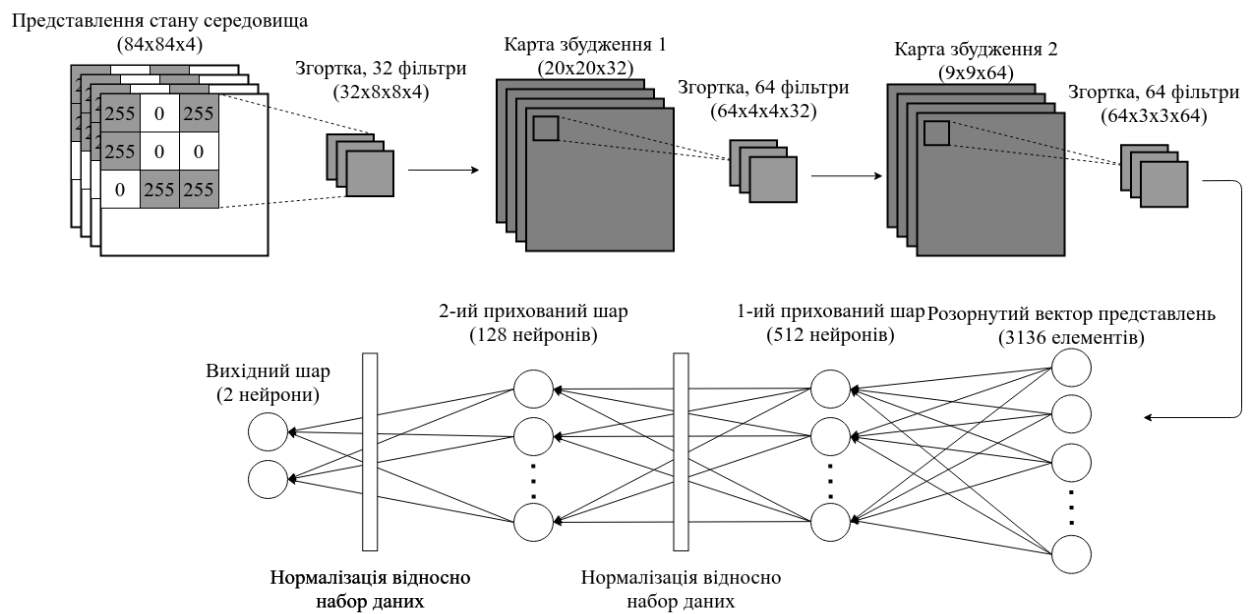 Представлення стану середовища
(84x84x4)
Згортка, 32 фільтри
(32x8x8x4)
Карта збудження 1
(20x20x32)
Згортка, 64 фільтри
(64x4x4x32)
Карта збудження 2
(9x9x64)
Згортка, 64 фільтри
(64x3x3x64)
255 0 255
255 0 0
0 255 255
2-ий прихований шар
(128 нейронів)
1-ий прихований шар
(512 нейронів)
Розорнутий вектор представлень
(3136 елементів)
Вихідний шар
(2 нейрони)
Нормалізація відносно
набор даних
Нормалізація відносно
набор даних